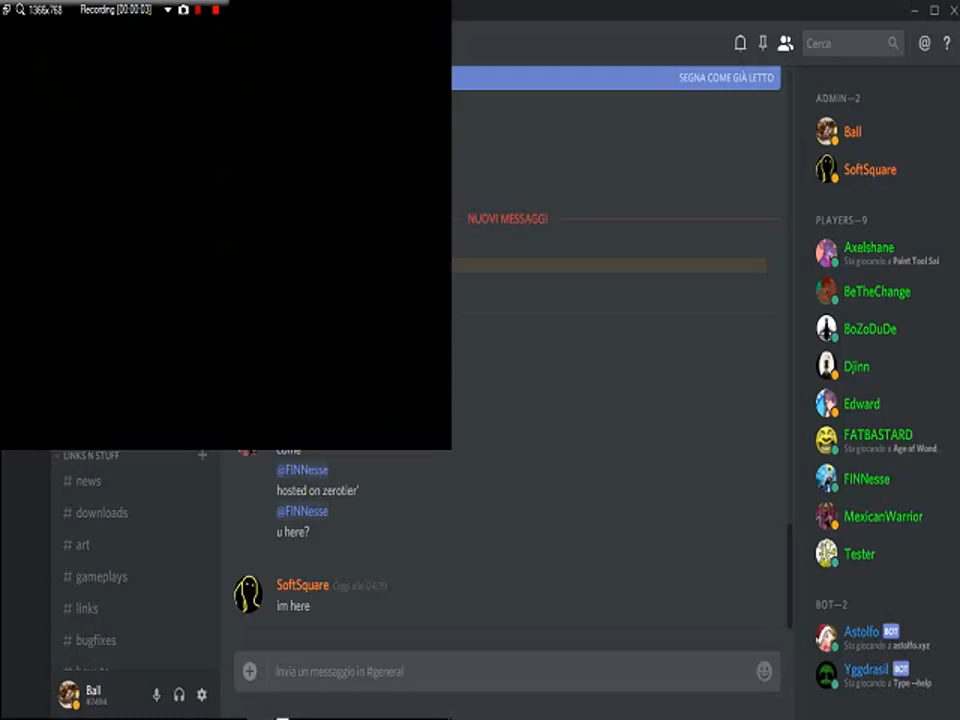 1366x768
Recording [00:00:03]
Cerca
@
?
SEGNA COME GIÀ LETTO
NUOVI MESSAGGI
LINKS N STUFF
+
# news
# downloads
# art
# gameplays
# links
# bugfixes
Ball
#7494
come
@FINNesse
hosted on zerotier'
@FINNesse
u here?
SoftSquare Oggi alle 04:39
im here
Invia un messaggio in #general
ADMIN—2
Ball
SoftSquare
PLAYERS—9
Axelshane
Sta giocando a Paint Tool Sai
BeTheChange
BoZoDuDe
Djinn
Edward
FATBASTARD
Sta giocando a Age of Wond...
FINNesse
MexicanWarrior
Tester
BOT—2
Astolfo BOT
Sta giocando a astolfo.xyz
Yggdrasil BOT
Sta giocando a Type --help